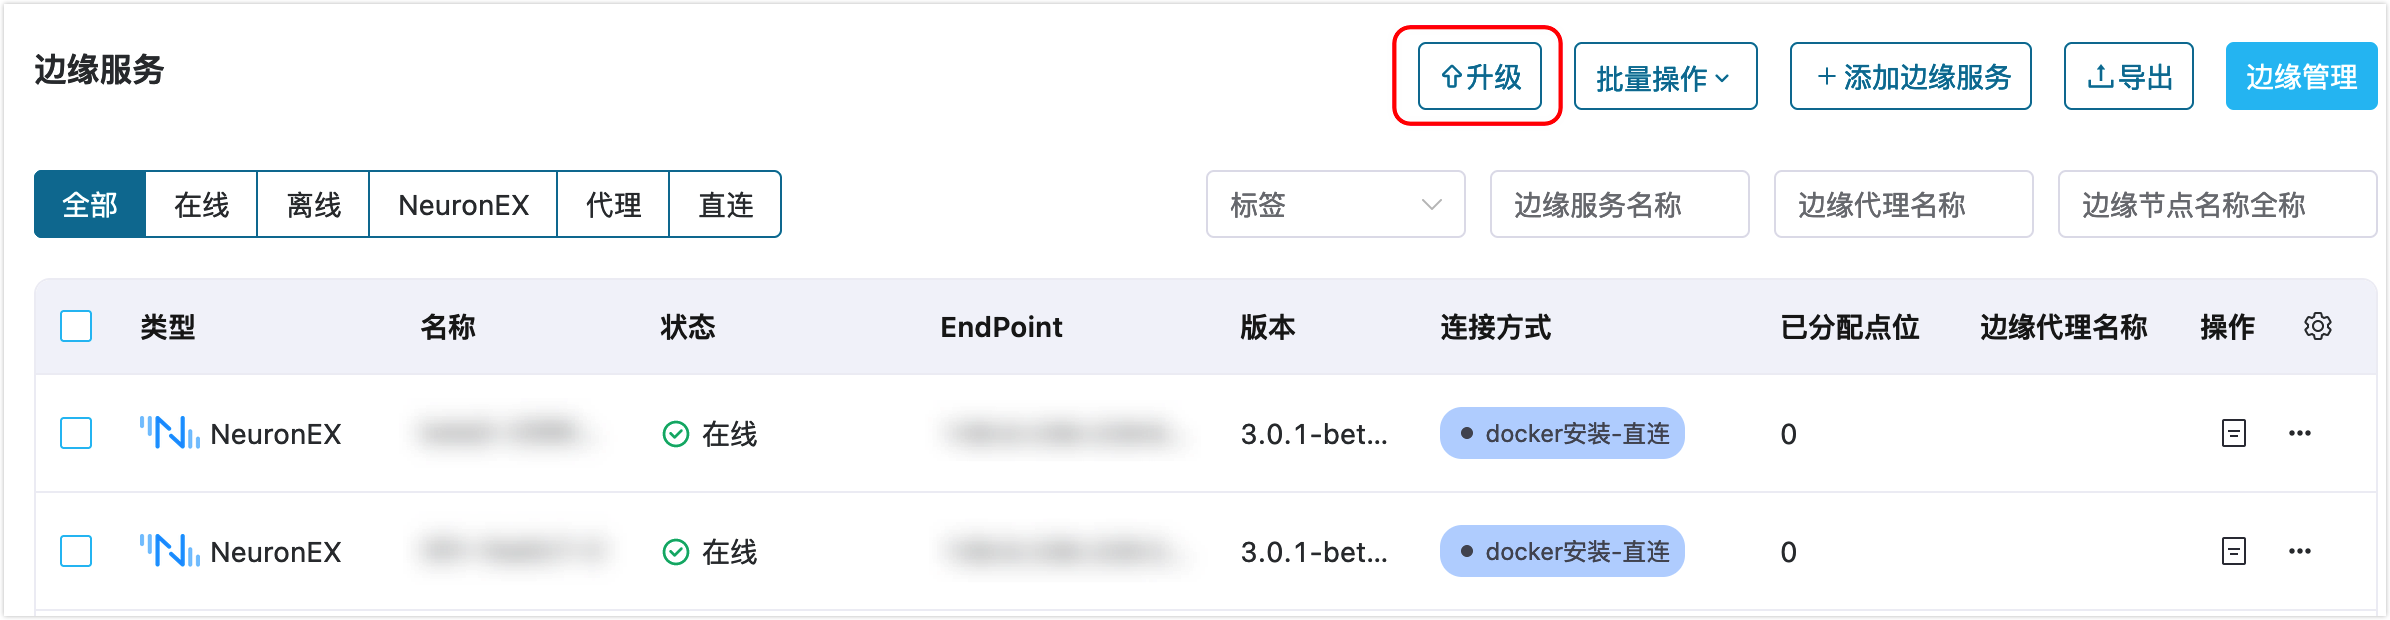 边缘服务 升级 批量操作 + 添加边缘服务 导出 边缘管理
全部 在线 离线 NeuronEX 代理 直连 标签 边缘服务名称 边缘代理名称 边缘节点名称全称
类型 名称 状态 EndPoint 版本 连接方式 已分配点位 边缘代理名称 操作
NeuronEX 在线 3.0.1-bet... docker安装-直连 0
NeuronEX 在线 3.0.1-bet... docker安装-直连 0